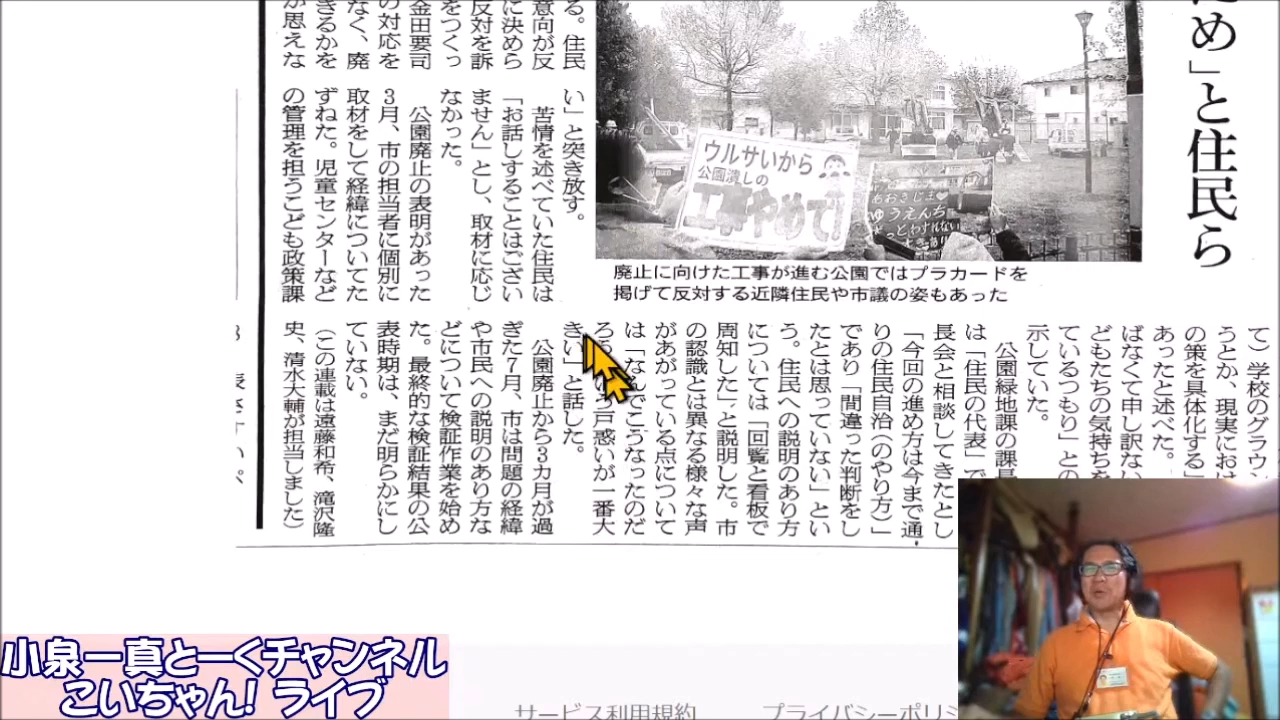 ため」と住民ら
ウルサいから
公園潰しの
工事やめて!
あおきじま
ゆうえんち
廃止に向けた工事が進む公園ではプラカードを
掲げて反対する近隣住民や市議の姿もあった
る。住民
意向が反
に決めら
反対を訴
をつくっ
金田要司
の対応を
なく、廃
きるかを
が思えな
い」と突き放す。
苦情を述べていた住民は
「お話しすることはござい
ません」とし、取材に応じ
なかった。
公園廃止の表明があった
3月、市の担当者に個別に
取材をして経緯についてた
ずねた。児童センターなど
の管理を担うこども政策課
て)学校のグラウン
うとか、現実におは
の策を具体化する」
あったと述べた。
ばなくて申し訳ない
どもたちの気持ちを
ているつもり」との
示していた。
公園緑地課の課長
は「住民の代表」で
長会と相談してきたとし
「今回の進め方は今まで通
りの住民自治(のやり方)」
であり「間違った判断をし
たとは思っていない」とい
う。住民への説明のあり方
については「回覧と看板で
周知した」と説明した。市
の認識とは異なる様々な声
があがっている点について
は「なんでこうなったのだ
ろうという戸惑いが一番大
きい」と話した。
公園廃止から3カ月が過
ぎた7月、市は問題の経緯
や市民への説明のあり方な
どについて検証作業を始め
た。最終的な検証結果の公
表時期は、まだ明らかにし
ていない。
(この連載は遠藤和希、滝沢隆
史、清水大輔が担当しました)
小泉一真とーくチャンネル
こいちゃん! ライブ
サービス利用規約
プライバシーポリシ